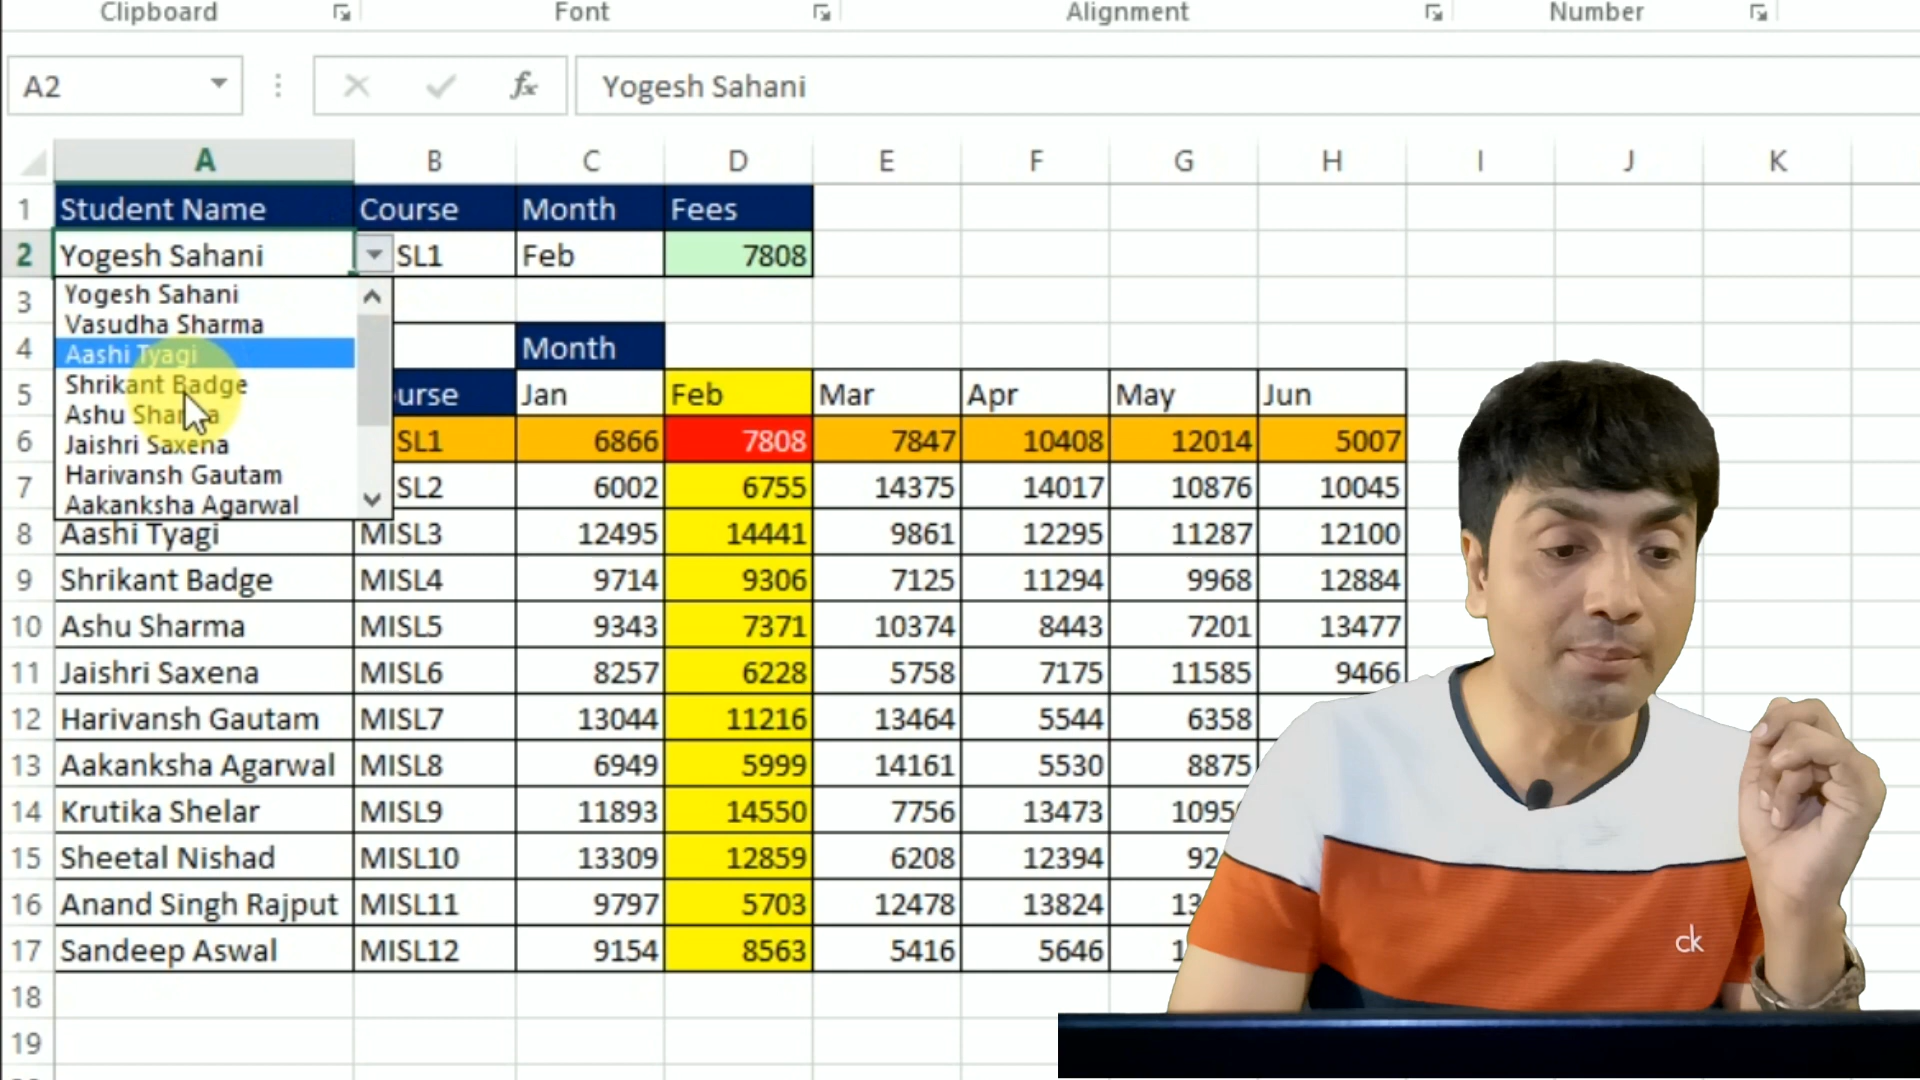 Clipboard Font Alignment Number
A2 fx Yogesh Sahani
A B C D E F G H I J K
1 Student Name Course Month Fees
2 Yogesh Sahani SL1 Feb 7808
Yogesh Sahani
Vasudha Sharma
Aashi Tyagi
Shrikant Badge
Ashu Sharma
Jaishri Saxena
Harivansh Gautam
Aakanksha Agarwal
3
4 Month
5 urse Jan Feb Mar Apr May Jun
6 SL1 6866 7808 7847 10408 12014 5007
7 SL2 6002 6755 14375 14017 10876 10045
8 Aashi Tyagi MISL3 12495 14441 9861 12295 11287 12100
9 Shrikant Badge MISL4 9714 9306 7125 11294 9968 12884
10 Ashu Sharma MISL5 9343 7371 10374 8443 7201 13477
11 Jaishri Saxena MISL6 8257 6228 5758 7175 11585 9466
12 Harivansh Gautam MISL7 13044 11216 13464 5544 6358
13 Aakanksha Agarwal MISL8 6949 5999 14161 5530 8875
14 Krutika Shelar MISL9 11893 14550 7756 13473 1095
15 Sheetal Nishad MISL10 13309 12859 6208 12394 92
16 Anand Singh Rajput MISL11 9797 5703 12478 13824 13
17 Sandeep Aswal MISL12 9154 8563 5416 5646 1
18
19
ck